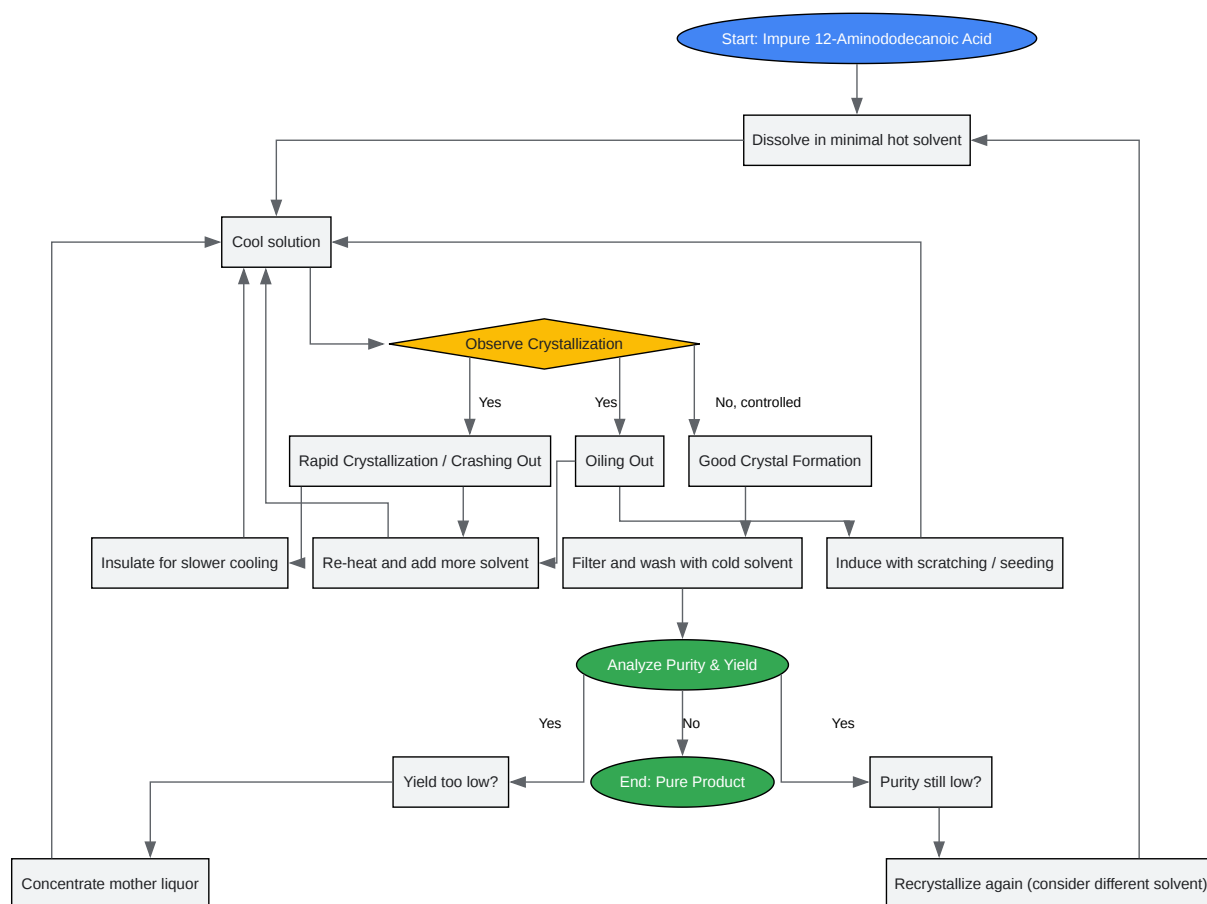 Start: Impure 12-Aminododecanoic Acid
Dissolve in minimal hot solvent
Cool solution
Observe Crystallization
Yes
Yes
No, controlled
Rapid Crystallization / Crashing Out
Oiling Out
Good Crystal Formation
Insulate for slower cooling
Re-heat and add more solvent
Filter and wash with cold solvent
Induce with scratching / seeding
Analyze Purity & Yield
Yes
No
Yes
Yield too low?
End: Pure Product
Purity still low?
Concentrate mother liquor
Recrystallize again (consider different solvent)